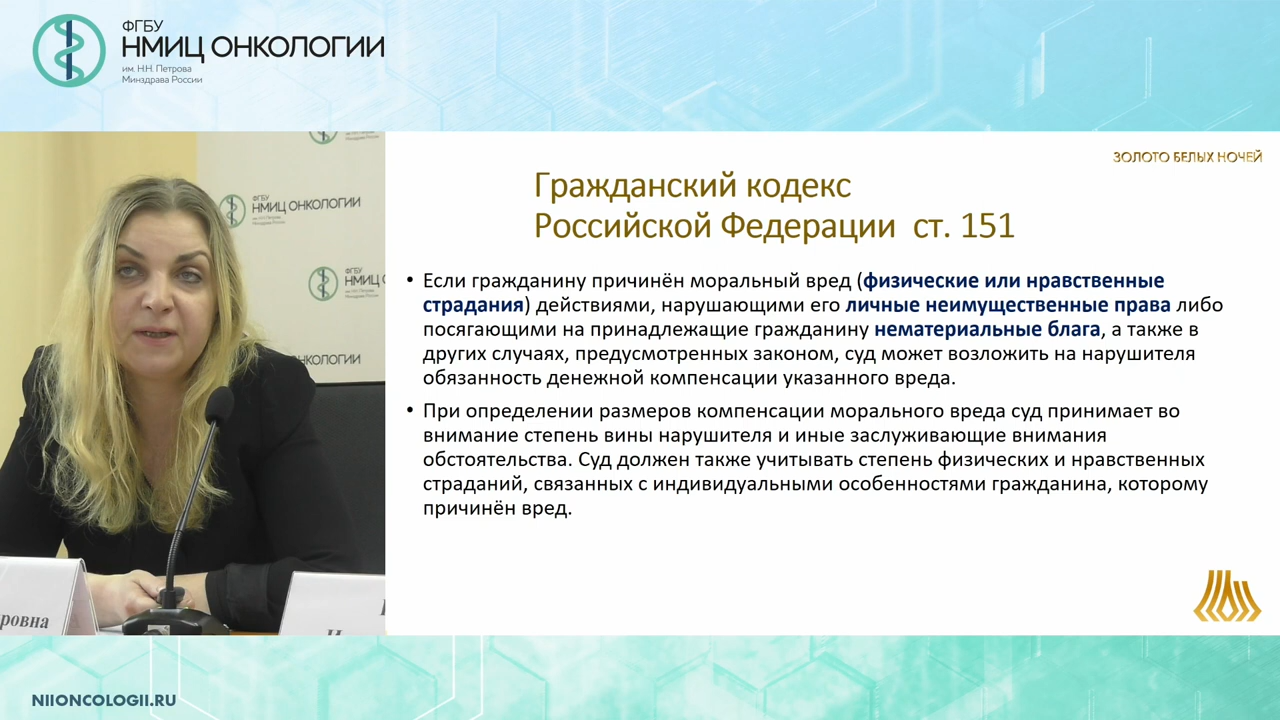 ФГБУ
НМИЦ ОНКОЛОГИИ
им. Н.Н. Петрова
Минздрава России
ФГБУ
НМИЦ ОНКОЛОГИИ
ФГБУ
НМИЦ
ОНКОЛОГИИ
ровна
ЗОЛОТО БЕЛЫХ НОЧЕЙ
Гражданский кодекс
Российской Федерации ст. 151
• Если гражданину причинён моральный вред (физические или нравственные
страдания) действиями, нарушающими его личные неимущественные права либо
посягающими на принадлежащие гражданину нематериальные блага, а также в
других случаях, предусмотренных законом, суд может возложить на нарушителя
обязанность денежной компенсации указанного вреда.
• При определении размеров компенсации морального вреда суд принимает во
внимание степень вины нарушителя и иные заслуживающие внимания
обстоятельства. Суд должен также учитывать степень физических и нравственных
страданий, связанных с индивидуальными особенностями гражданина, которому
причинён вред.
NIIONCOLOGII.RU